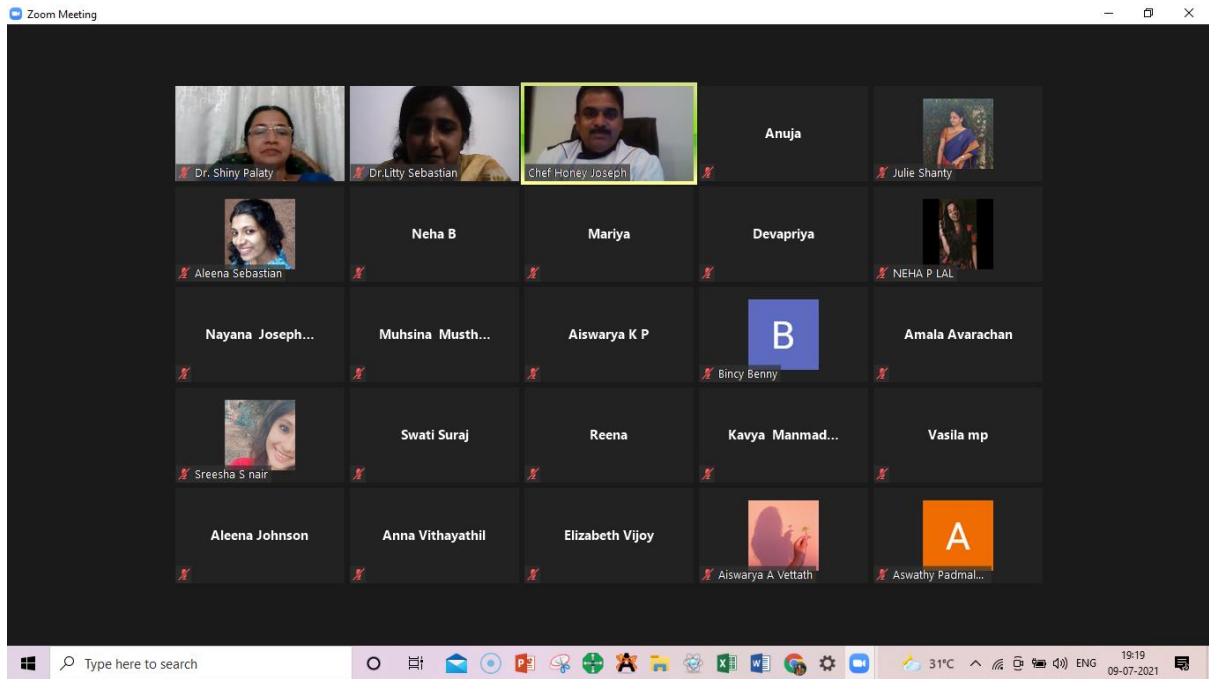 Zoom Meeting
Dr. Shiny Palaty
Dr.Litty Sebastian
Chef Honey Joseph
Anuja
Julie Shanty
Aleena Sebastian
Neha B
Mariya
Devapriya
NEHA P LAL
Nayana Joseph...
Muhsina Musth...
Aiswarya K P
B
Bincy Benny
Amala Avarachan
Sreesha S nair
Swati Suraj
Reena
Kavya Manmad...
Vasila mp
Aleena Johnson
Anna Vithayathil
Elizabeth Vijoy
Aiswarya A Vettath
A
Aswathy Padmal...
Type here to search
31°C
ENG
19:19
09-07-2021